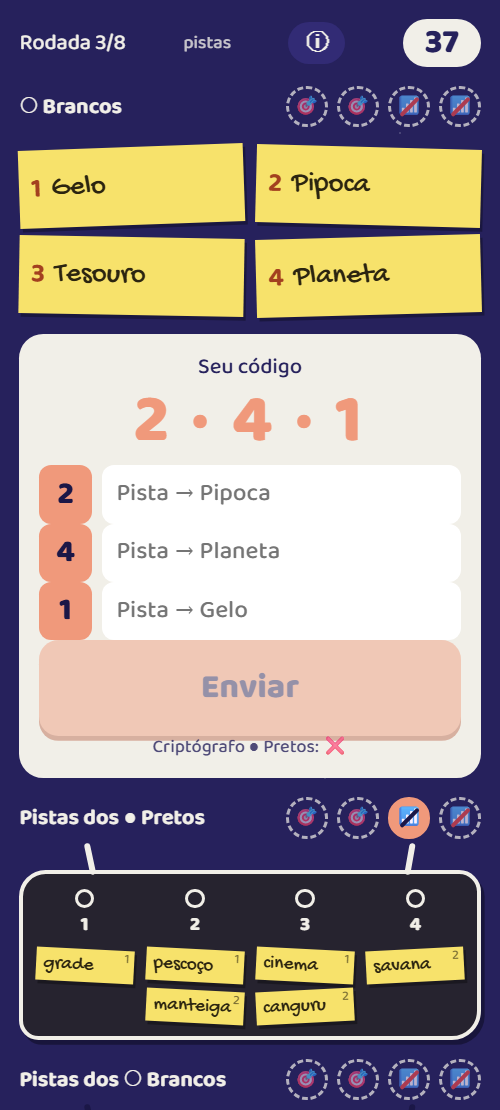 Rodada 3/8 pistas 37
Brancos
1 Gelo
2 Pipoca
3 Tesouro
4 Planeta
Seu código
2 • 4 • 1
2 Pista → Pipoca
4 Pista → Planeta
1 Pista → Gelo
Enviar
Criptógrafo ● Pretos: ❌
Pistas dos ● Pretos
1 2 3 4
grade 1
pescoço 1
cinema 1
savana 2
manteiga 2
canguru 2
Pistas dos ○ Brancos